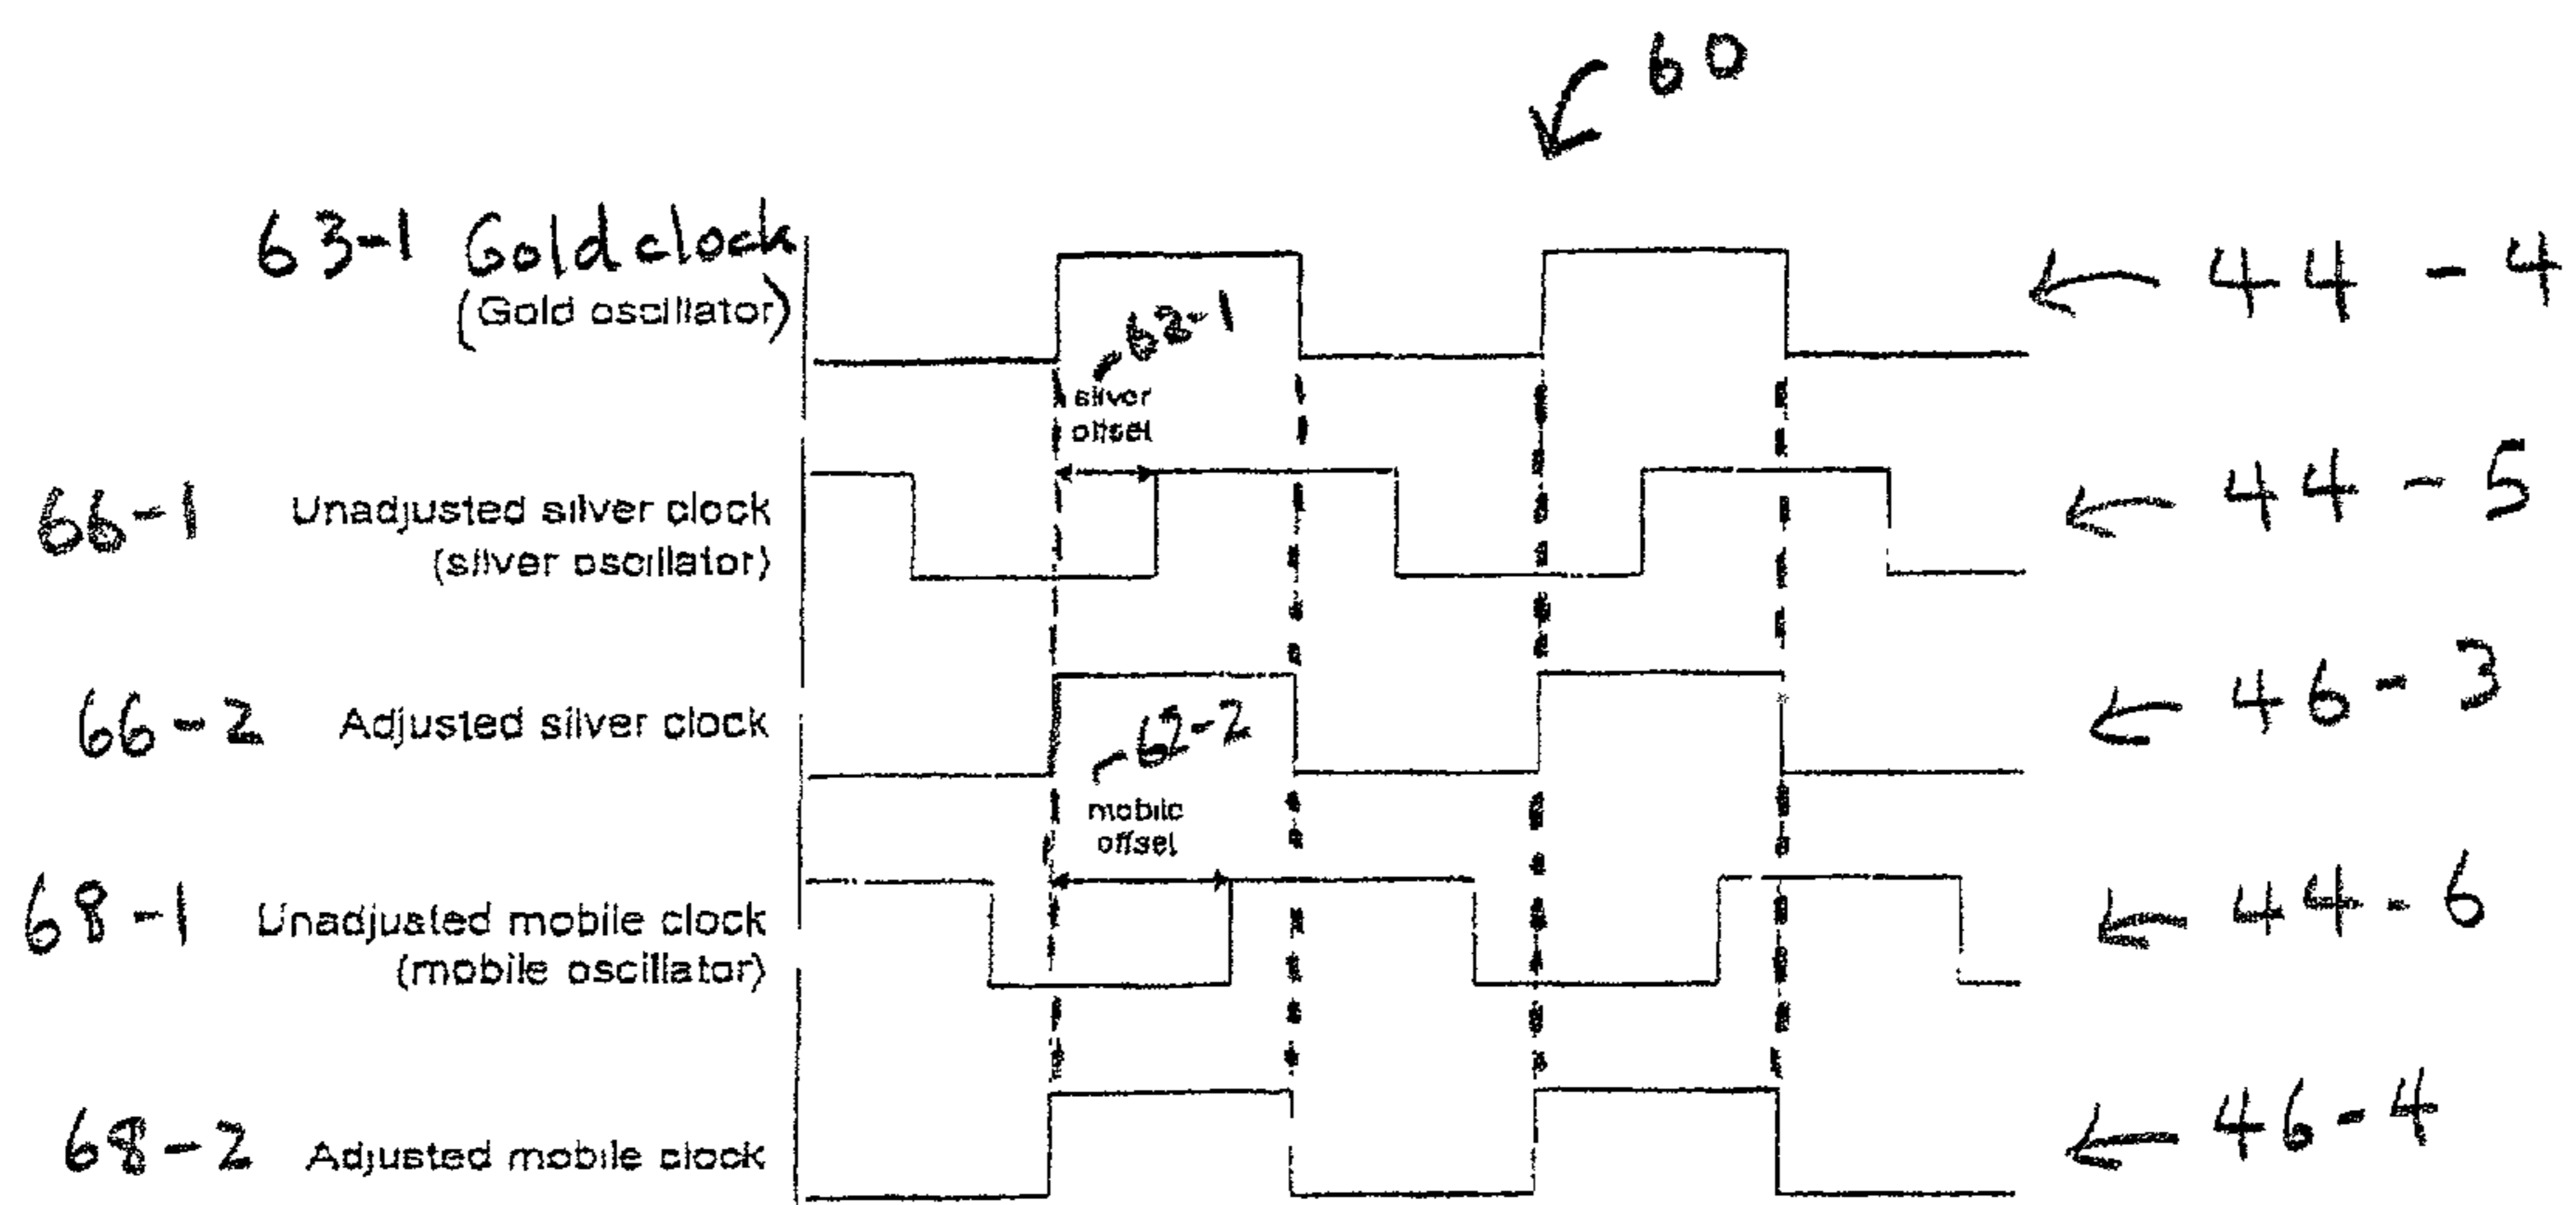 60
63-1 Gold clock
(Gold oscillator)
44-4
62-1
silver
offset
66-1 Unadjusted silver clock
(silver oscillator)
44-5
66-2 Adjusted silver clock
46-3
62-2
mobile
offset
68-1 Unadjusted mobile clock
(mobile oscillator)
44-6
68-2 Adjusted mobile clock
46-4